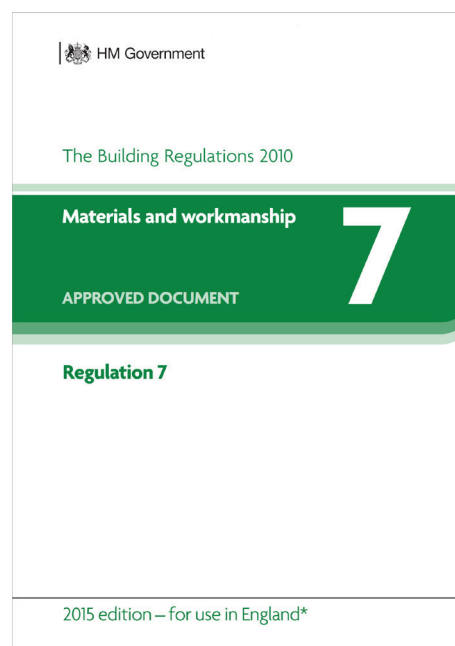 HM Government
The Building Regulations 2010
Materials and workmanship
7
APPROVED DOCUMENT
Regulation 7
2015 edition – for use in England*